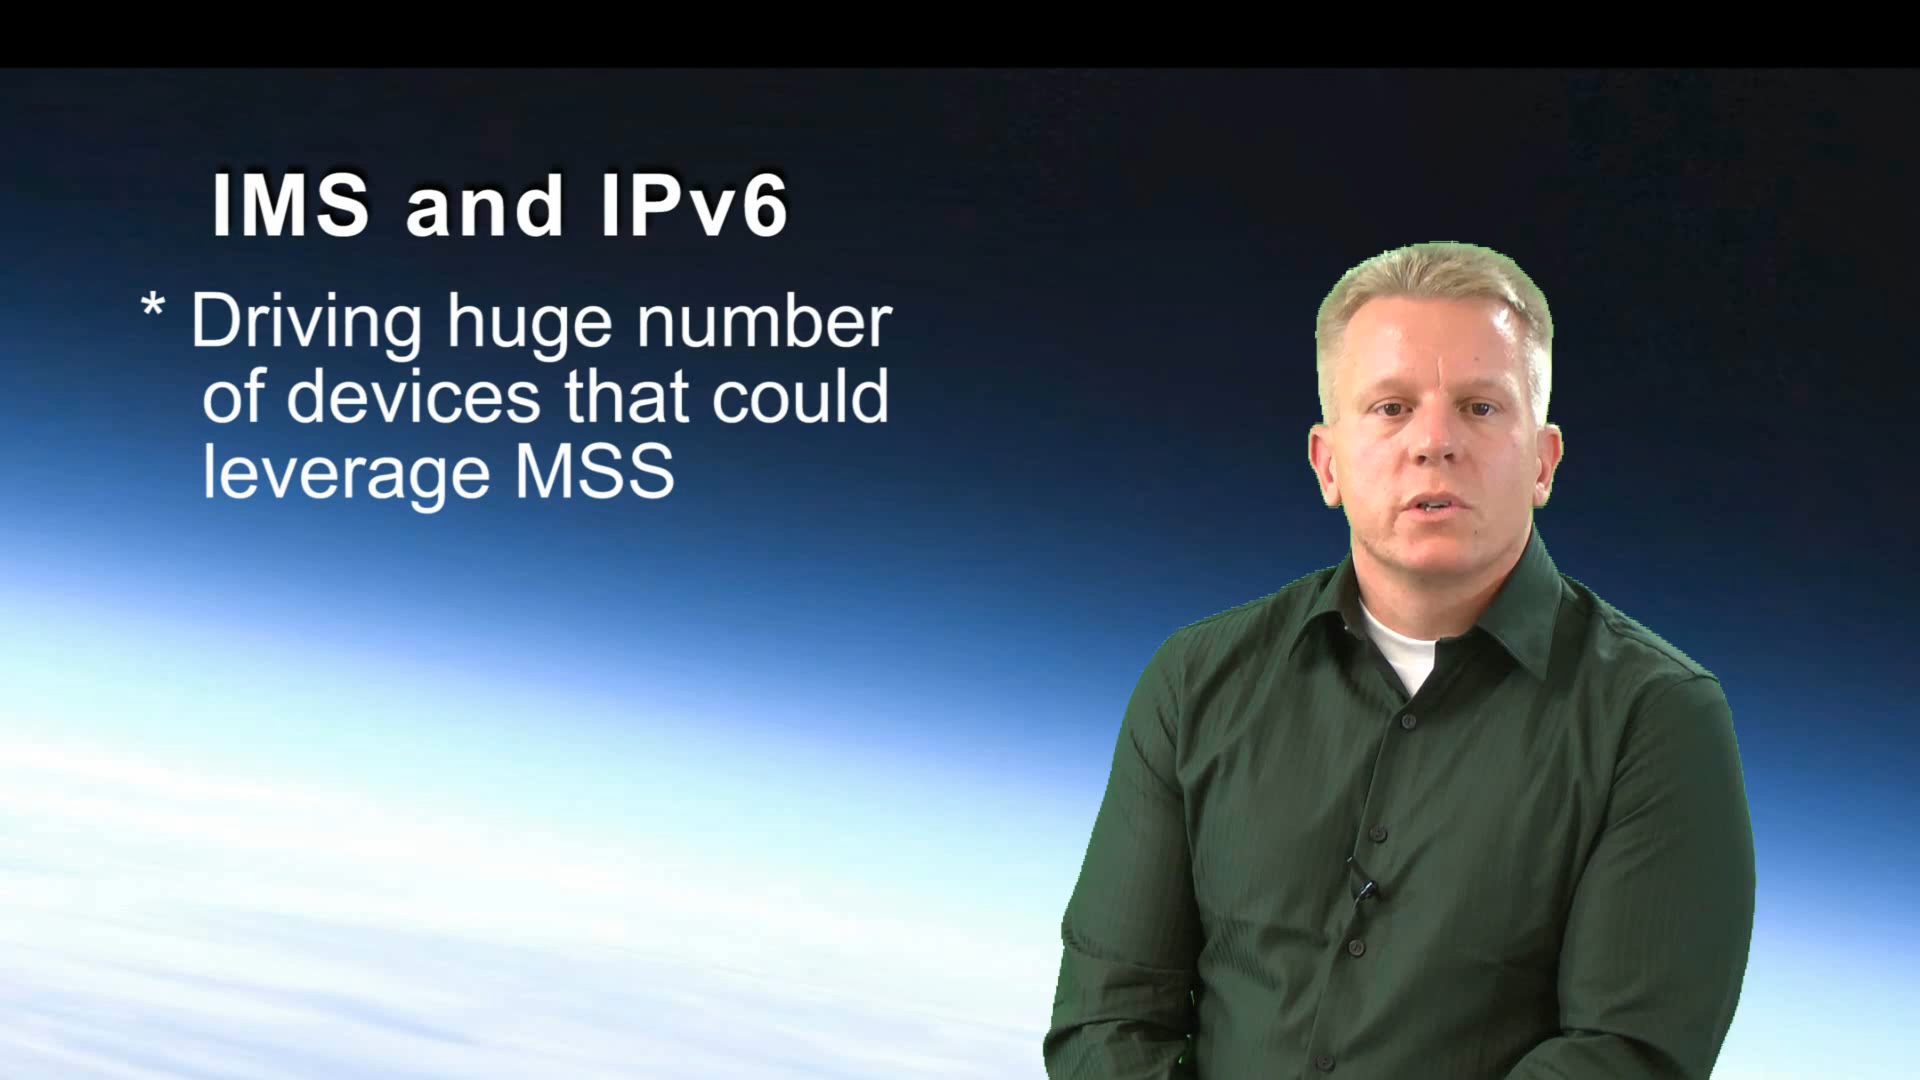 IMS and IPv6
* Driving huge number
of devices that could
leverage MSS